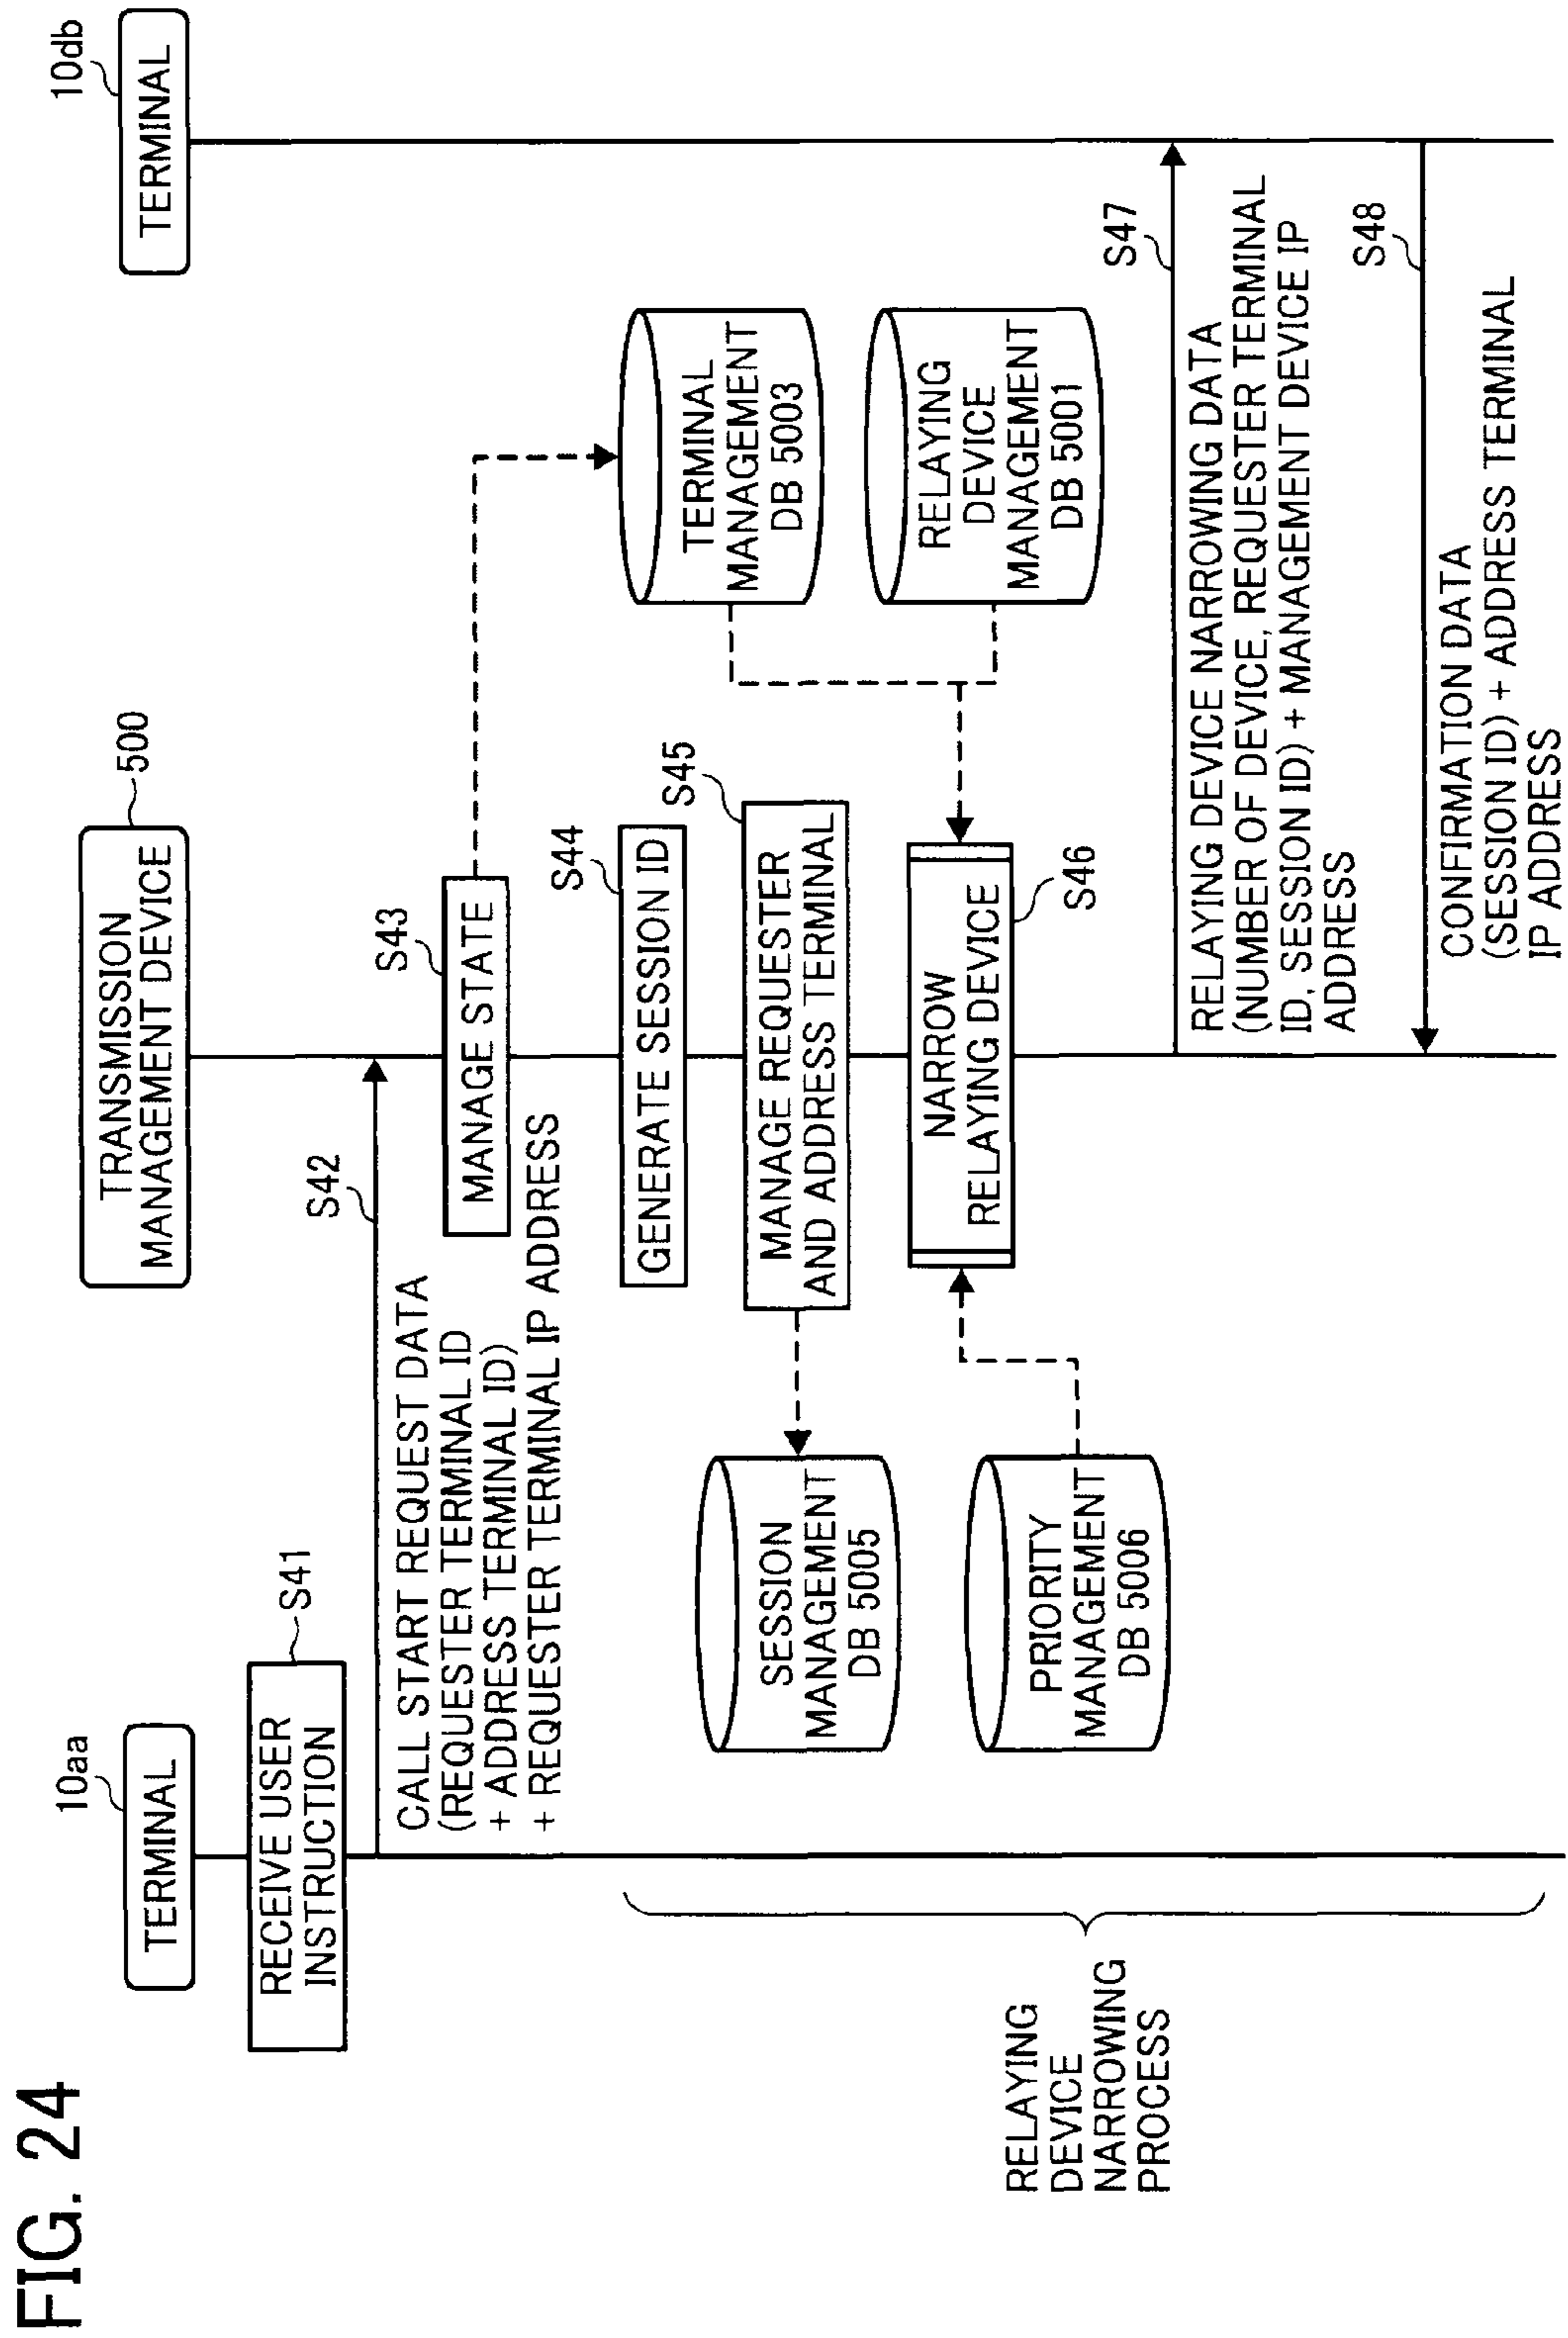 FIG. 24
10aa
TERMINAL
500
TRANSMISSION
MANAGEMENT DEVICE
10db
TERMINAL
RECEIVE USER
INSTRUCTION
S41
S42
CALL START REQUEST DATA
(REQUESTER TERMINAL ID
+ ADDRESS TERMINAL ID)
+ REQUESTER TERMINAL IP ADDRESS
S43
MANAGE STATE
S44
GENERATE SESSION ID
S45
MANAGE REQUESTER
AND ADDRESS TERMINAL
TERMINAL
MANAGEMENT
DB 5003
SESSION
MANAGEMENT
DB 5005
NARROW
RELAYING DEVICE
S46
RELAYING
DEVICE
MANAGEMENT
DB 5001
PRIORITY
MANAGEMENT
DB 5006
RELAYING
DEVICE
NARROWING
PROCESS
S47
RELAYING DEVICE NARROWING DATA
(NUMBER OF DEVICE, REQUESTER TERMINAL
ID, SESSION ID) + MANAGEMENT DEVICE IP
ADDRESS
S48
CONFIRMATION DATA
(SESSION ID) + ADDRESS TERMINAL
IP ADDRESS